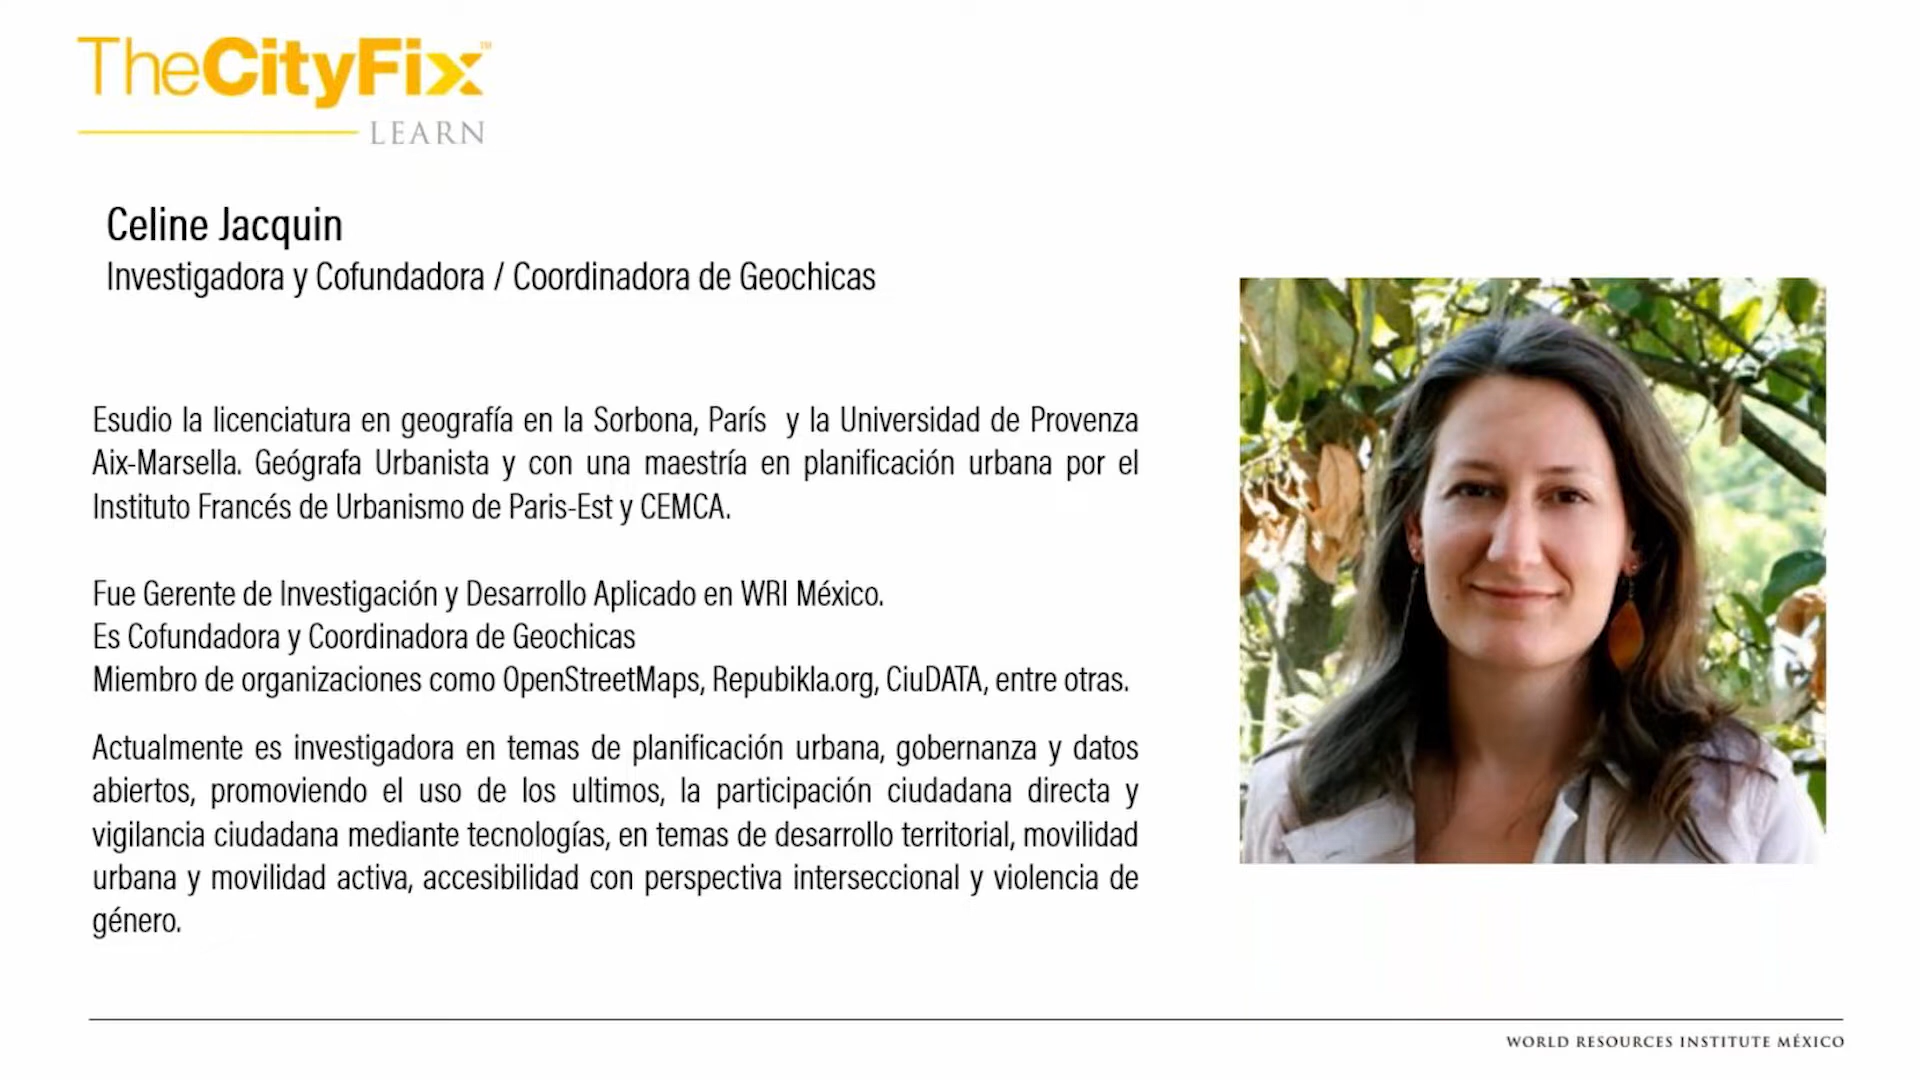 TheCityFix™
LEARN
Celine Jacquin
Investigadora y Cofundadora / Coordinadora de Geochicas
Esudio la licenciatura en geografía en la Sorbona, París y la Universidad de Provenza
Aix-Marsella. Geógrafa Urbanista y con una maestría en planificación urbana por el
Instituto Francés de Urbanismo de Paris-Est y CEMCA.
Fue Gerente de Investigación y Desarrollo Aplicado en WRI México.
Es Cofundadora y Coordinadora de Geochicas
Miembro de organizaciones como OpenStreetMaps, Repubikla.org, CiuDATA, entre otras.
Actualmente es investigadora en temas de planificación urbana, gobernanza y datos
abiertos, promoviendo el uso de los ultimos, la participación ciudadana directa y
vigilancia ciudadana mediante tecnologías, en temas de desarrollo territorial, movilidad
urbana y movilidad activa, accesibilidad con perspectiva interseccional y violencia de
género.
WORLD RESOURCES INSTITUTE MÉXICO